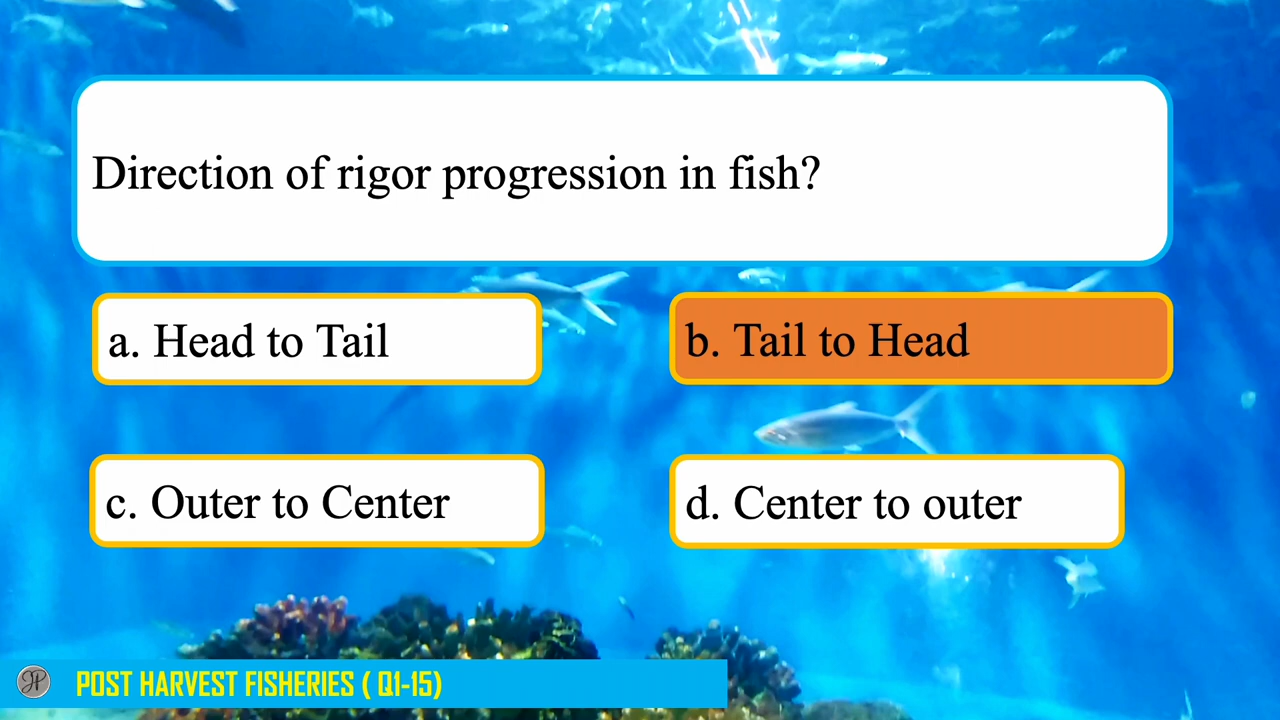 Direction of rigor progression in fish?
a. Head to Tail
b. Tail to Head
c. Outer to Center
d. Center to outer
POST HARVEST FISHERIES ( Q1-15)